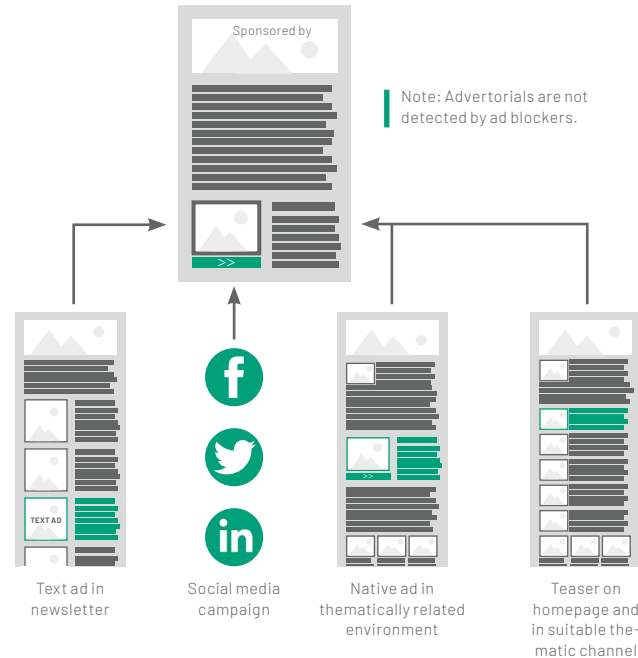 Sponsored by
Note: Advertorials are not
detected by ad blockers.
>>
>>
TEXT AD
f
in
Text ad in
newsletter
Social media
campaign
Native ad in
thematically related
environment
Teaser on
homepage and
in suitable the-
matic channel